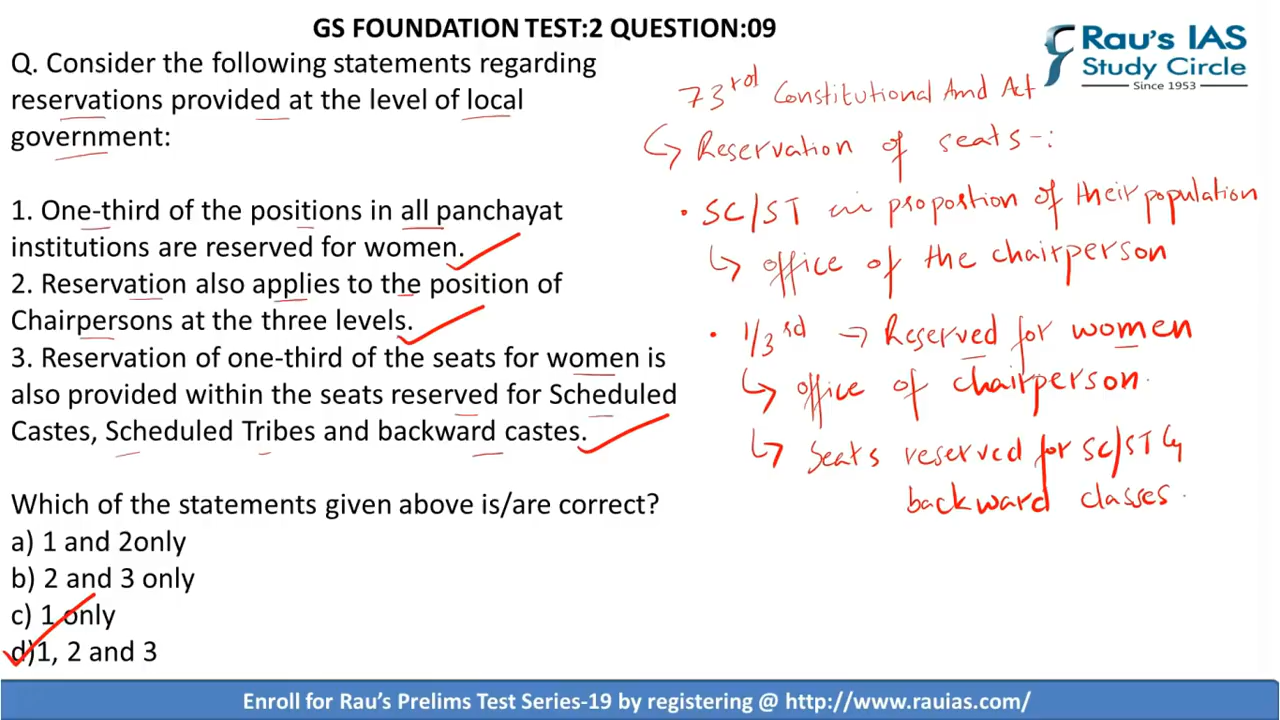 GS FOUNDATION TEST:2 QUESTION:09
Rau's IAS
Study Circle
Since 1953
Q. Consider the following statements regarding
reservations provided at the level of local
government:
1. One-third of the positions in all panchayat
institutions are reserved for women.
2. Reservation also applies to the position of
Chairpersons at the three levels.
3. Reservation of one-third of the seats for women is
also provided within the seats reserved for Scheduled
Castes, Scheduled Tribes and backward castes.
Which of the statements given above is/are correct?
a) 1 and 2only
b) 2 and 3 only
c) 1 only
d)1, 2 and 3
73rd Constitutional Amd Act
↳ Reservation of seats -:
• SC/ST in proportion of their population
↳ office of the chairperson
• 1/3rd → Reserved for women
↳ office of chairperson.
↳ Seats reserved for SC/ST &
backward classes.
Enroll for Rau's Prelims Test Series-19 by registering @ http://www.rauias.com/